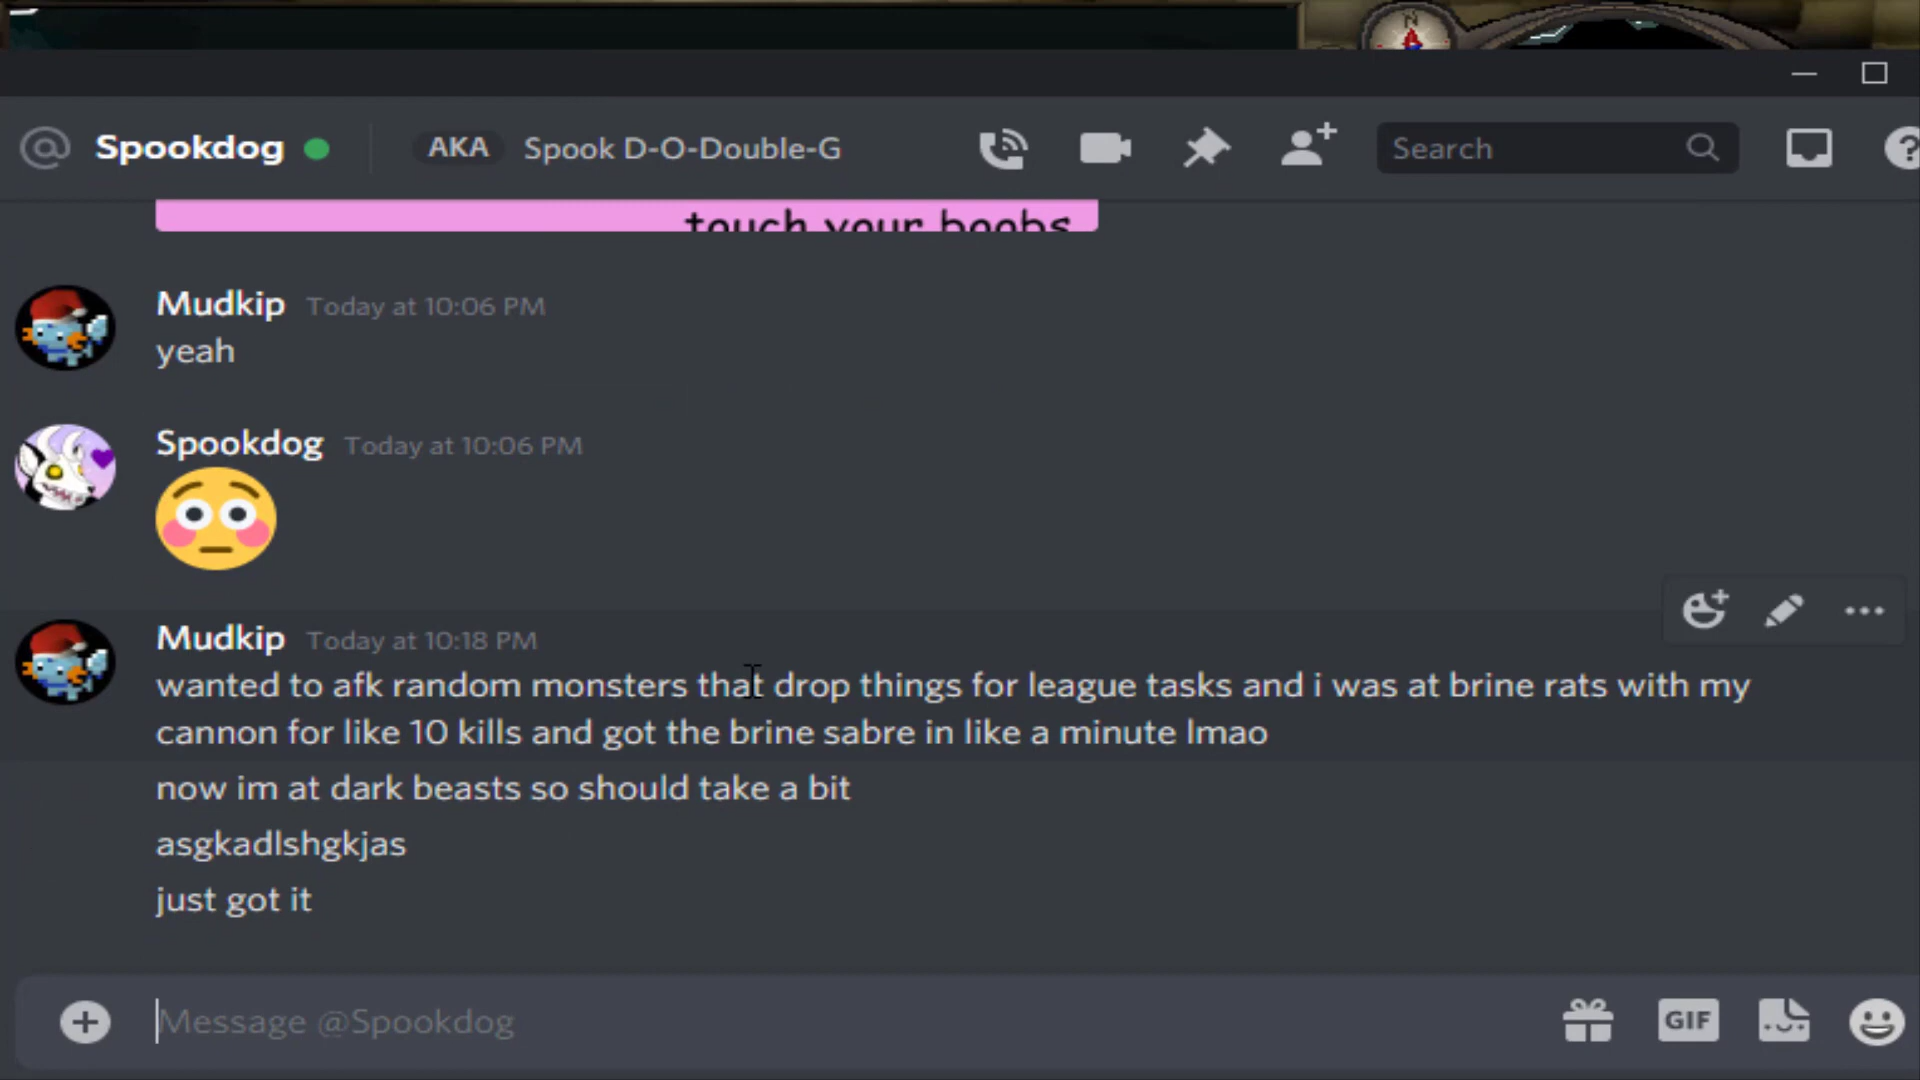 N
Spookdog AKA Spook D-O-Double-G Search ?
touch your boobs
Mudkip Today at 10:06 PM
yeah
Spookdog Today at 10:06 PM
Mudkip Today at 10:18 PM
wanted to afk random monsters that drop things for league tasks and i was at brine rats with my
cannon for like 10 kills and got the brine sabre in like a minute lmao
now im at dark beasts so should take a bit
asgkadlshgkjas
just got it
Message @Spookdog GIF